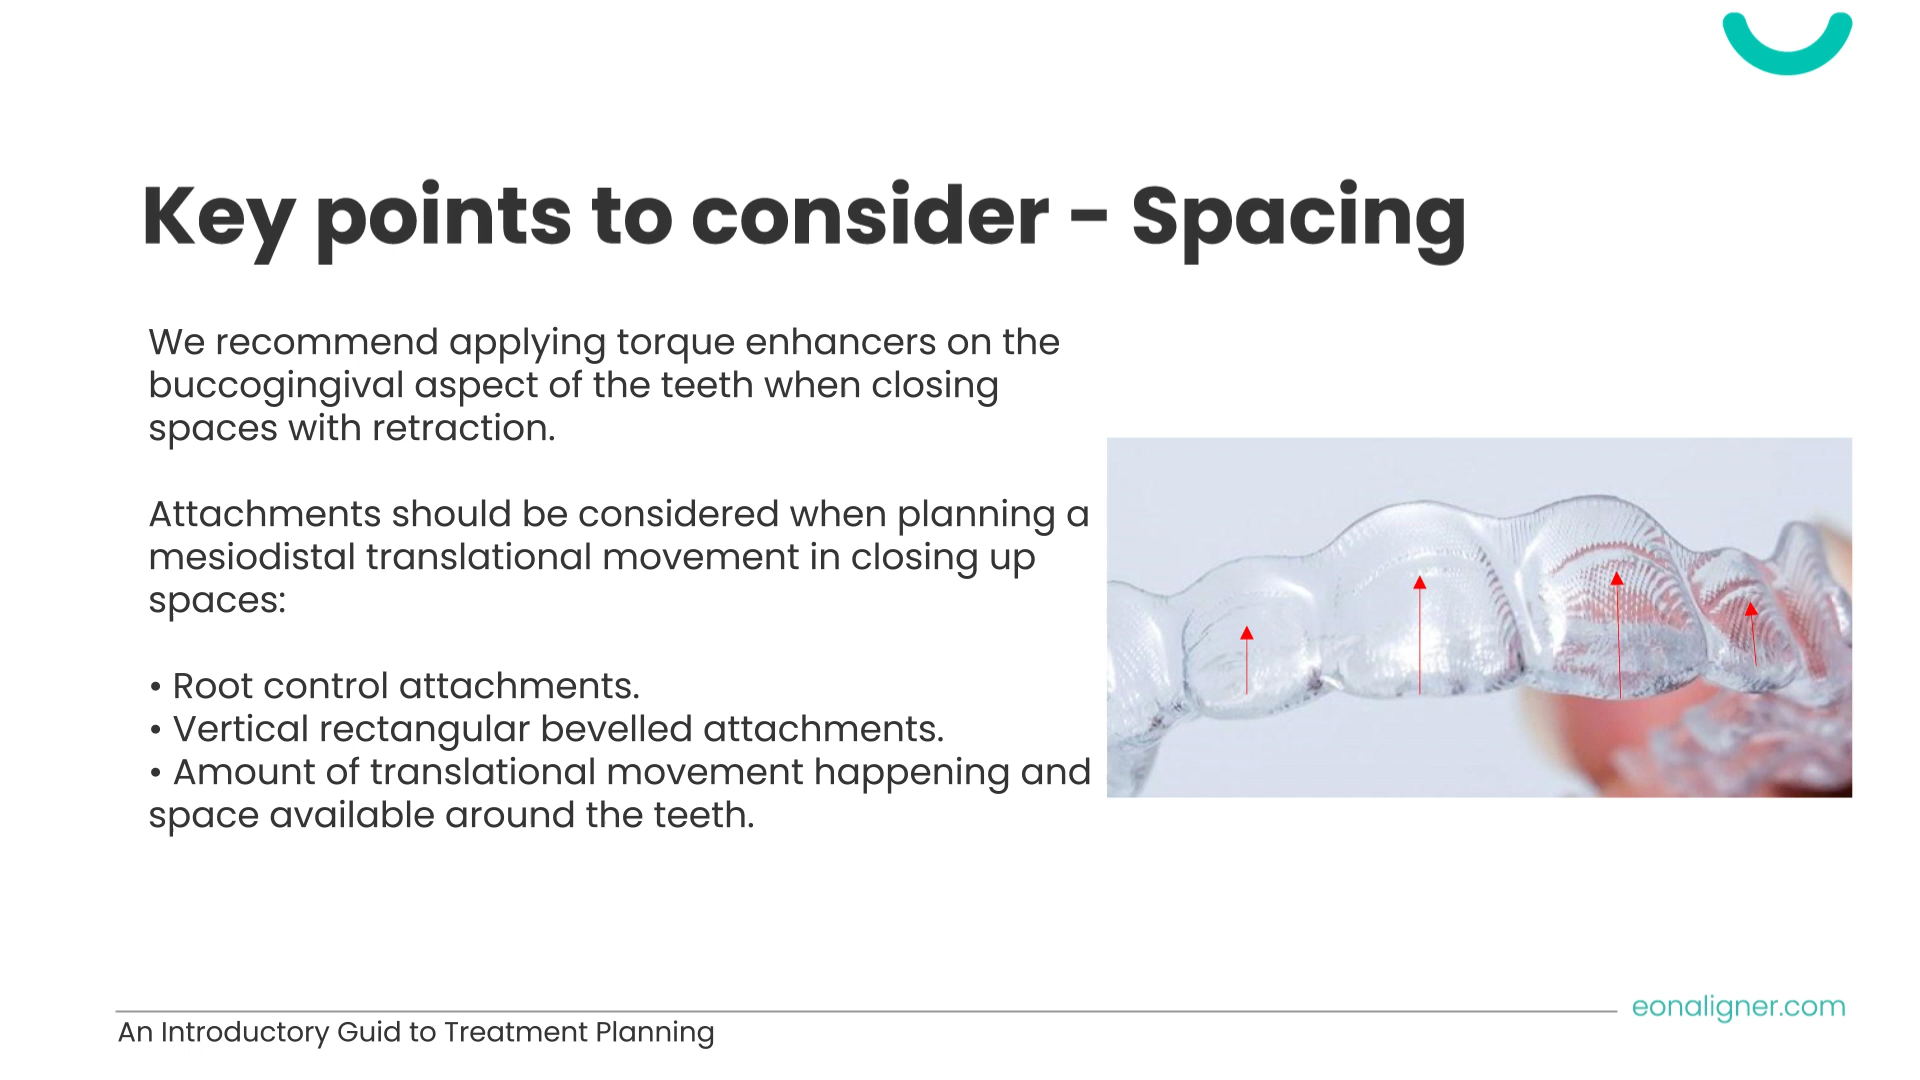 Key points to consider - Spacing
We recommend applying torque enhancers on the
buccogingival aspect of the teeth when closing
spaces with retraction.
Attachments should be considered when planning a
mesiodistal translational movement in closing up
spaces:
• Root control attachments.
• Vertical rectangular bevelled attachments.
• Amount of translational movement happening and
space available around the teeth.
eonaligner.com
An Introductory Guid to Treatment Planning